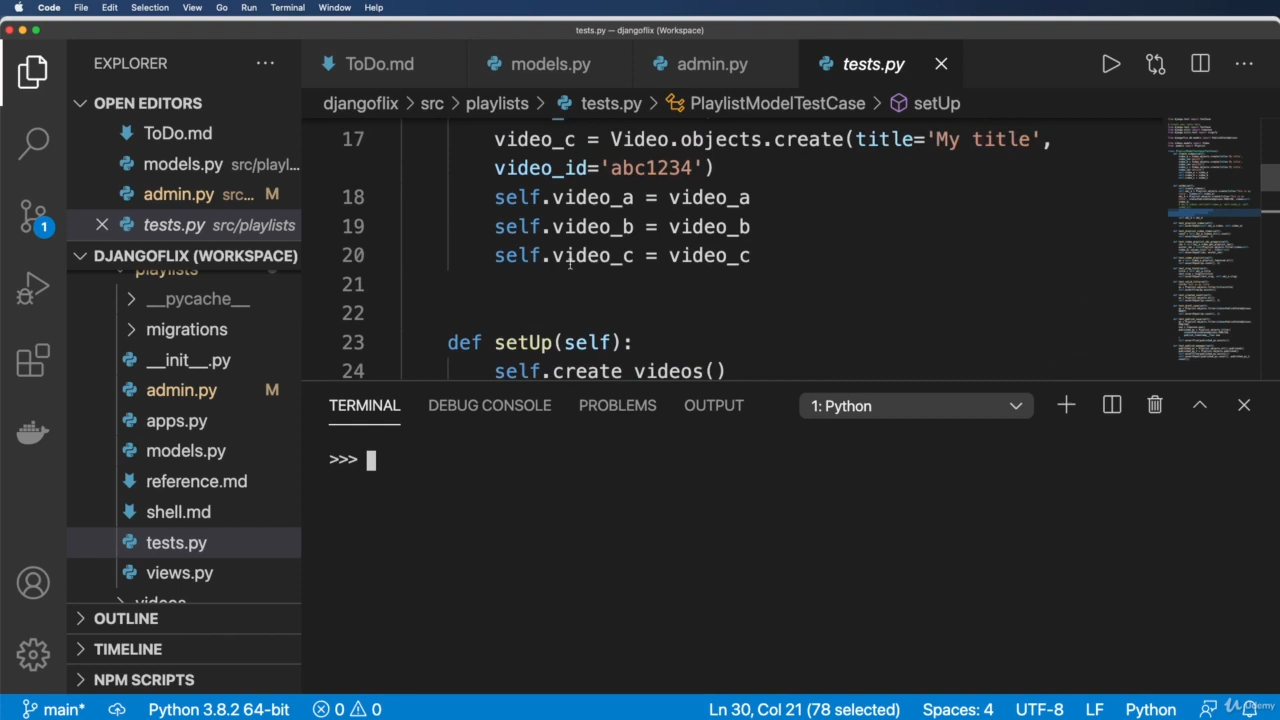 Code File Edit Selection View Go Run Terminal Window Help
tests.py — djangoflix (Workspace)
EXPLORER
ToDo.md models.py admin.py tests.py
OPEN EDITORS
djangoflix > src > playlists > tests.py > PlaylistModelTestCase > setUp
ToDo.md
models.py src/playl...
admin.py src... M
tests.py src/playlists
1
DJANGOFLIX (WORKSPACE)
playlists
__pycache__
migrations
__init__.py
admin.py M
apps.py
models.py
reference.md
shell.md
tests.py
views.py
videos
OUTLINE
TIMELINE
NPM SCRIPTS
17 video_c = Video.objects.create(title='My title',
video_id='abc1234')
18 self.video_a = video_a
19 self.video_b = video_b
20 self.video_c = video_c
21
22
23 def setUp(self):
24 self.create_videos()
TERMINAL DEBUG CONSOLE PROBLEMS OUTPUT 1: Python
>>>
main* Python 3.8.2 64-bit 0 0 Ln 30, Col 21 (78 selected) Spaces: 4 UTF-8 LF Python
Udemy